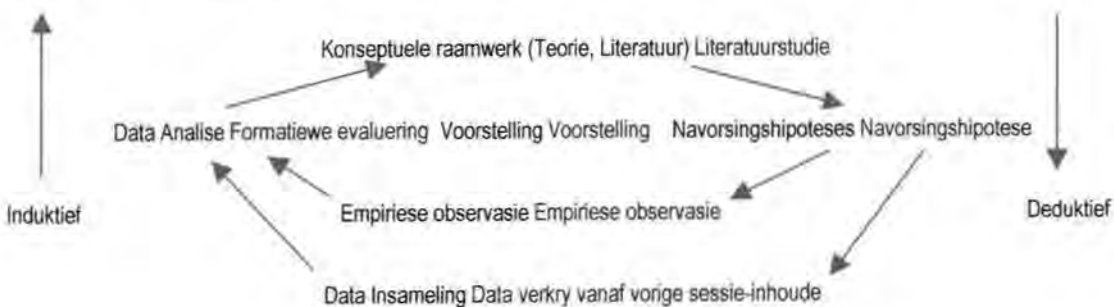 Konseptuele raamwerk (Teorie, Literatuur) Literatuurstudie
Data Analise Formatiewe evaluering Voorstelling Voorstelling Navorsingshipoteses Navorsingshipotese
Induktief
Empiriese observasie Empiriese observasie
Deduktief
Data Insameling Data verkry vanaf vorige sessie-inhoude